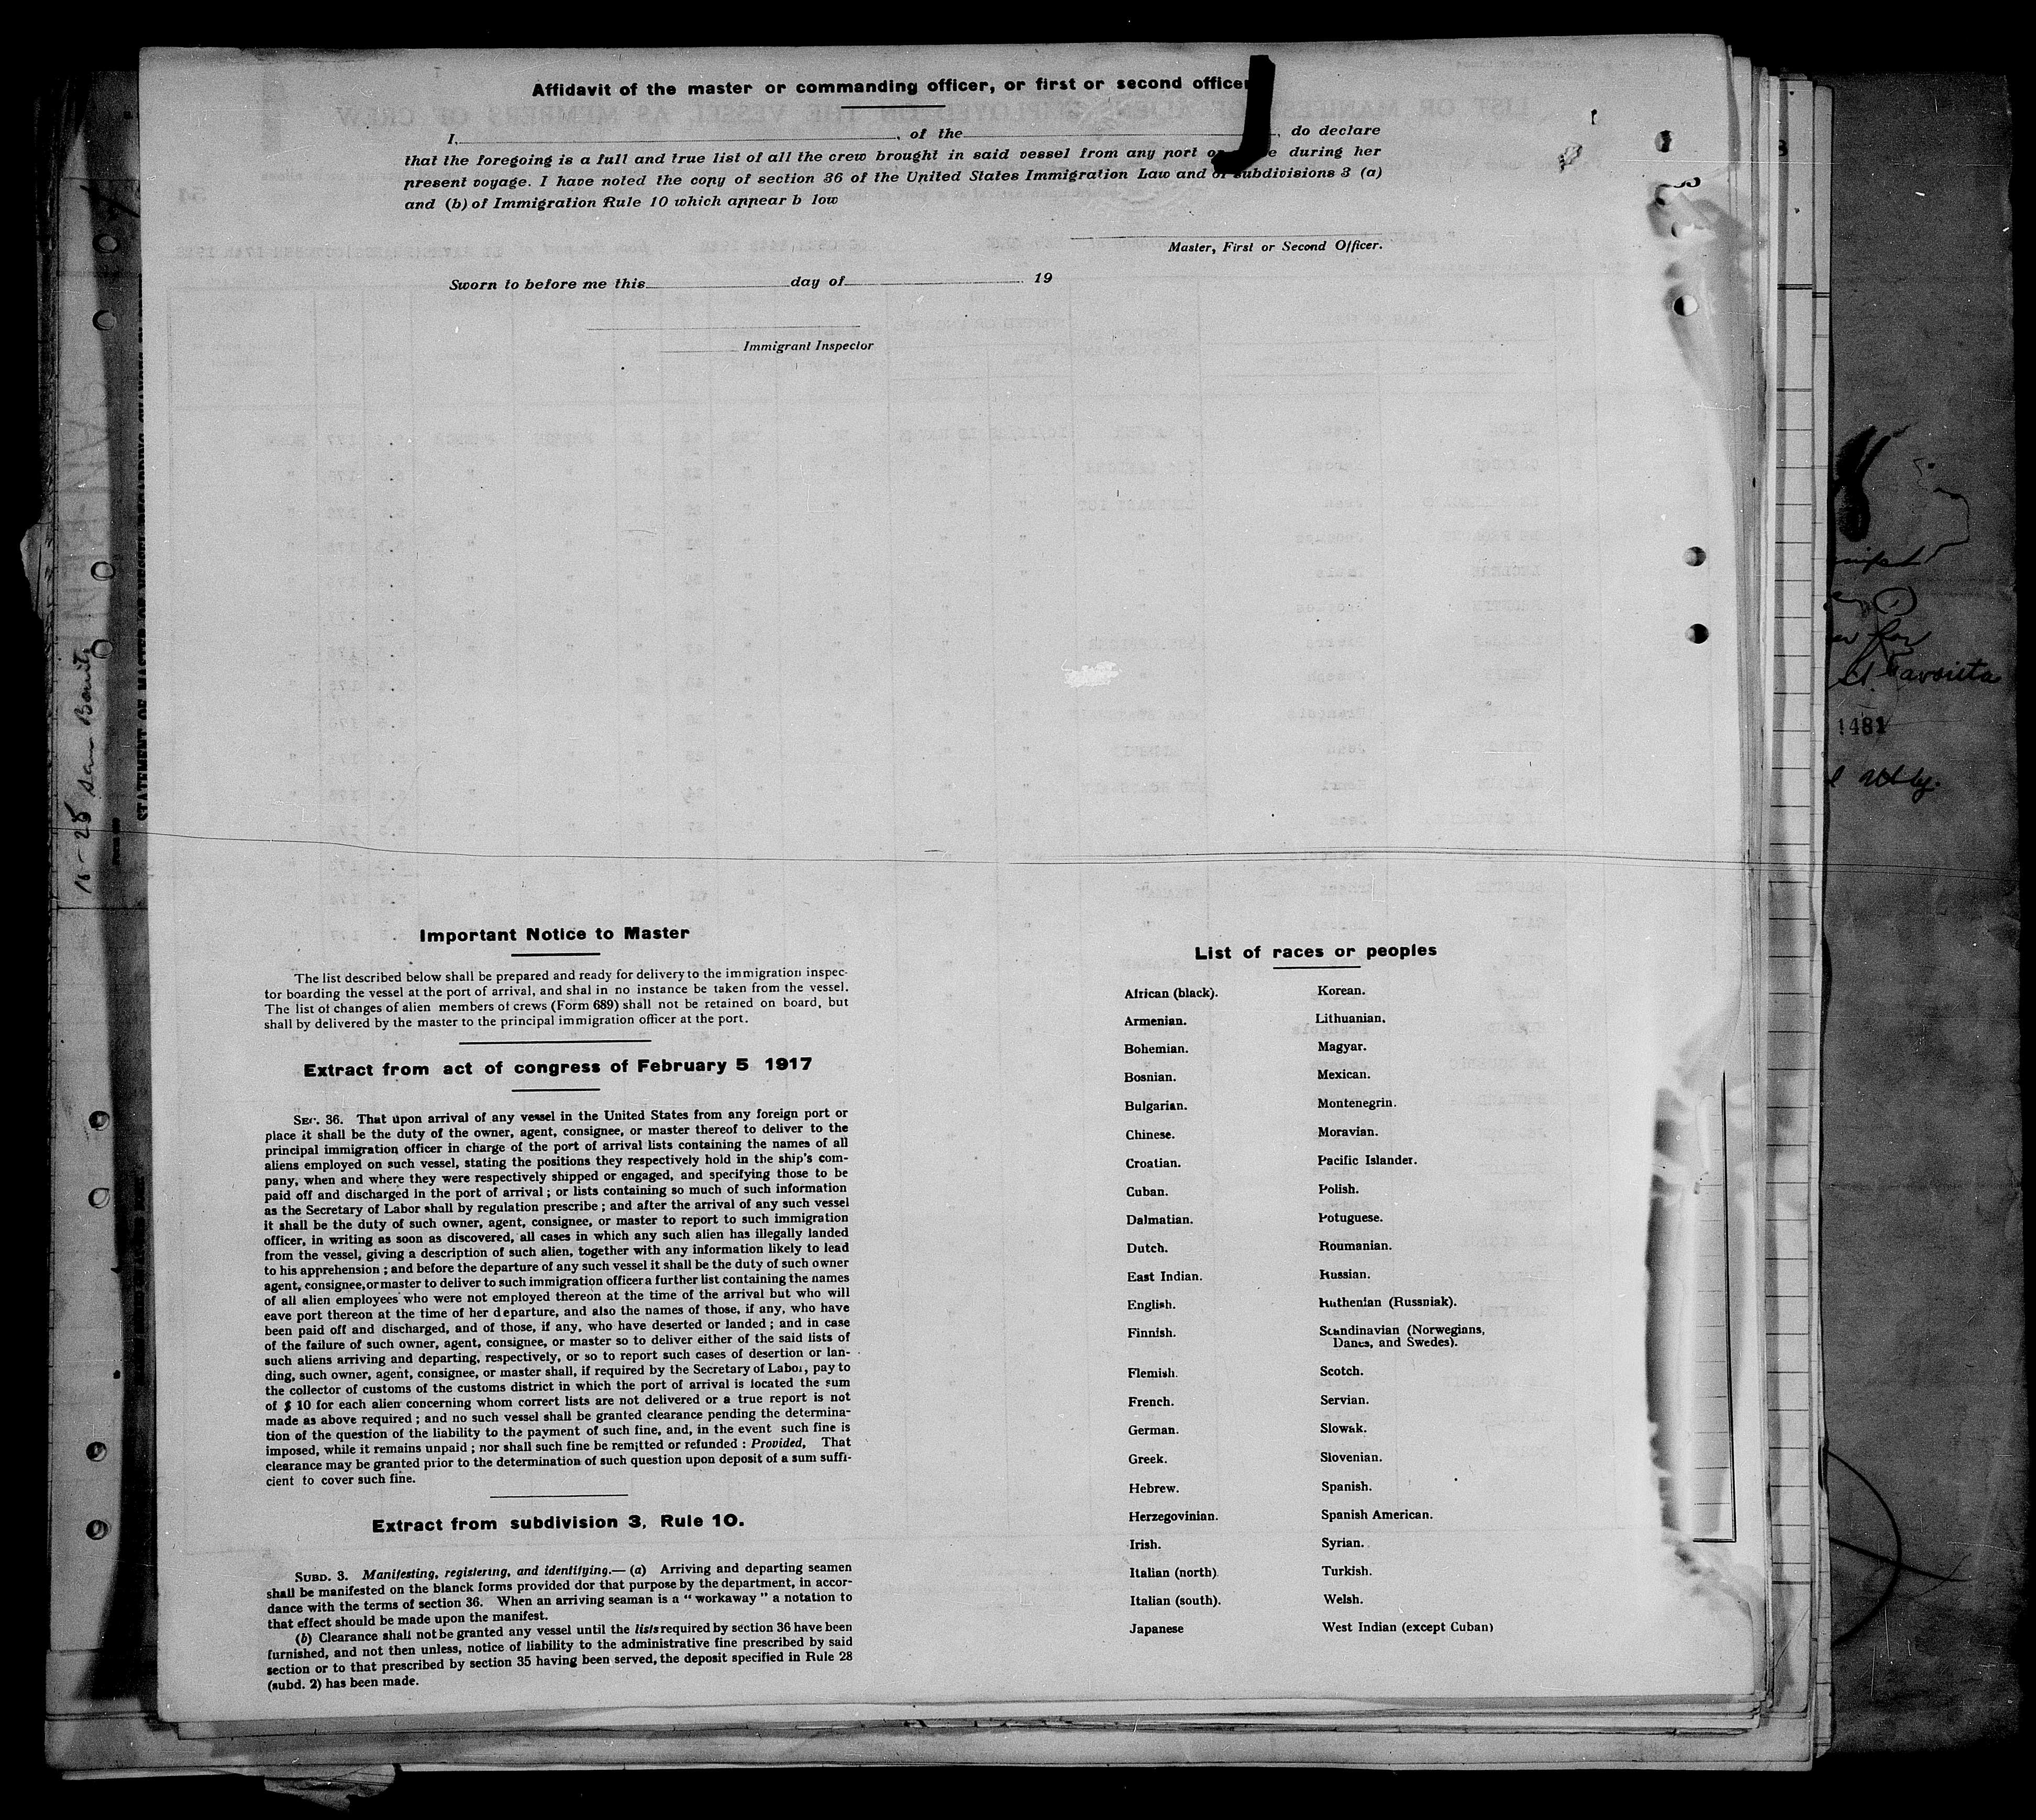 Affidavit of the master or commanding officer, or first or second officer
I, , of the , do declare
that the foregoing is a full and true list of all the crew brought in said vessel from any port or during her
present voyage. I have noted the copy of section 36 of the United States Immigration Law and of subdivisions 3 (a)
and (b) of Immigration Rule 10 which appear b low
Master, First or Second Officer.
Sworn to before me this day of 19
Immigrant Inspector
Important Notice to Master
The list described below shall be prepared and ready for delivery to the immigration inspec-
tor boarding the vessel at the port of arrival, and shal in no instance be taken from the vessel.
The list of changes of alien members of crews (Form 689) shall not be retained on board, but
shall by delivered by the master to the principal immigration officer at the port.
Extract from act of congress of February 5 1917
SEC. 36. That upon arrival of any vessel in the United States from any foreign port or
place it shall be the duty of the owner, agent, consignee, or master thereof to deliver to the
principal immigration officer in charge of the port of arrival lists containing the names of all
aliens employed on such vessel, stating the positions they respectively hold in the ship's com-
pany, when and where they were respectively shipped or engaged, and specifying those to be
paid off and discharged in the port of arrival ; or lists containing so much of such information
as the Secretary of Labor shall by regulation prescribe ; and after the arrival of any such vessel
it shall be the duty of such owner, agent, consignee, or master to report to such immigration
officer, in writing as soon as discovered, all cases in which any such alien has illegally landed
from the vessel, giving a description of such alien, together with any information likely to lead
to his apprehension ; and before the departure of any such vessel it shall be the duty of such owner
agent, consignee, or master to deliver to such immigration officer a further list containing the names
of all alien employees who were not employed thereon at the time of the arrival but who will
eave port thereon at the time of her departure, and also the names of those, if any, who have
been paid off and discharged, and of those, if any, who have deserted or landed ; and in case
of the failure of such owner, agent, consignee, or master so to deliver either of the said lists of
such aliens arriving and departing, respectively, or so to report such cases of desertion or lan-
ding, such owner, agent, consignee, or master shall, if required by the Secretary of Labor, pay to
the collector of customs of the customs district in which the port of arrival is located the sum
of $ 10 for each alien concerning whom correct lists are not delivered or a true report is not
made as above required ; and no such vessel shall be granted clearance pending the determina-
tion of the question of the liability to the payment of such fine, and, in the event such fine is
imposed, while it remains unpaid ; nor shall such fine be remitted or refunded : Provided, That
clearance may be granted prior to the determination of such question upon deposit of a sum suffi-
cient to cover such fine.
Extract from subdivision 3, Rule 10.
SUBD. 3. Manifesting, registering, and identifying.— (a) Arriving and departing seamen
shall be manifested on the blanck forms provided dor that purpose by the department, in accor-
dance with the terms of section 36. When an arriving seaman is a " workaway " a notation to
that effect should be made upon the manifest.
(b) Clearance shall not be granted any vessel until the lists required by section 36 have been
furnished, and not then unless, notice of liability to the administrative fine prescribed by said
section or to that prescribed by section 35 having been served, the deposit specified in Rule 28
(subd. 2) has been made.
List of races or peoples
African (black).
Armenian.
Bohemian.
Bosnian.
Bulgarian.
Chinese.
Croatian.
Cuban.
Dalmatian.
Dutch.
East Indian.
English.
Finnish.
Flemish.
French.
German.
Greek.
Hebrew.
Herzegovinian.
Irish.
Italian (north)
Italian (south).
Japanese
Korean.
Lithuanian.
Magyar.
Mexican.
Montenegrin.
Moravian.
Pacific Islander.
Polish.
Potuguese.
Roumanian.
Russian.
Ruthenian (Russniak).
Scandinavian (Norwegians,
Danes, and Swedes).
Scotch.
Servian.
Slowak.
Slovenian.
Spanish.
Spanish American.
Syrian.
Turkish.
Welsh.
West Indian (except Cuban)
1481